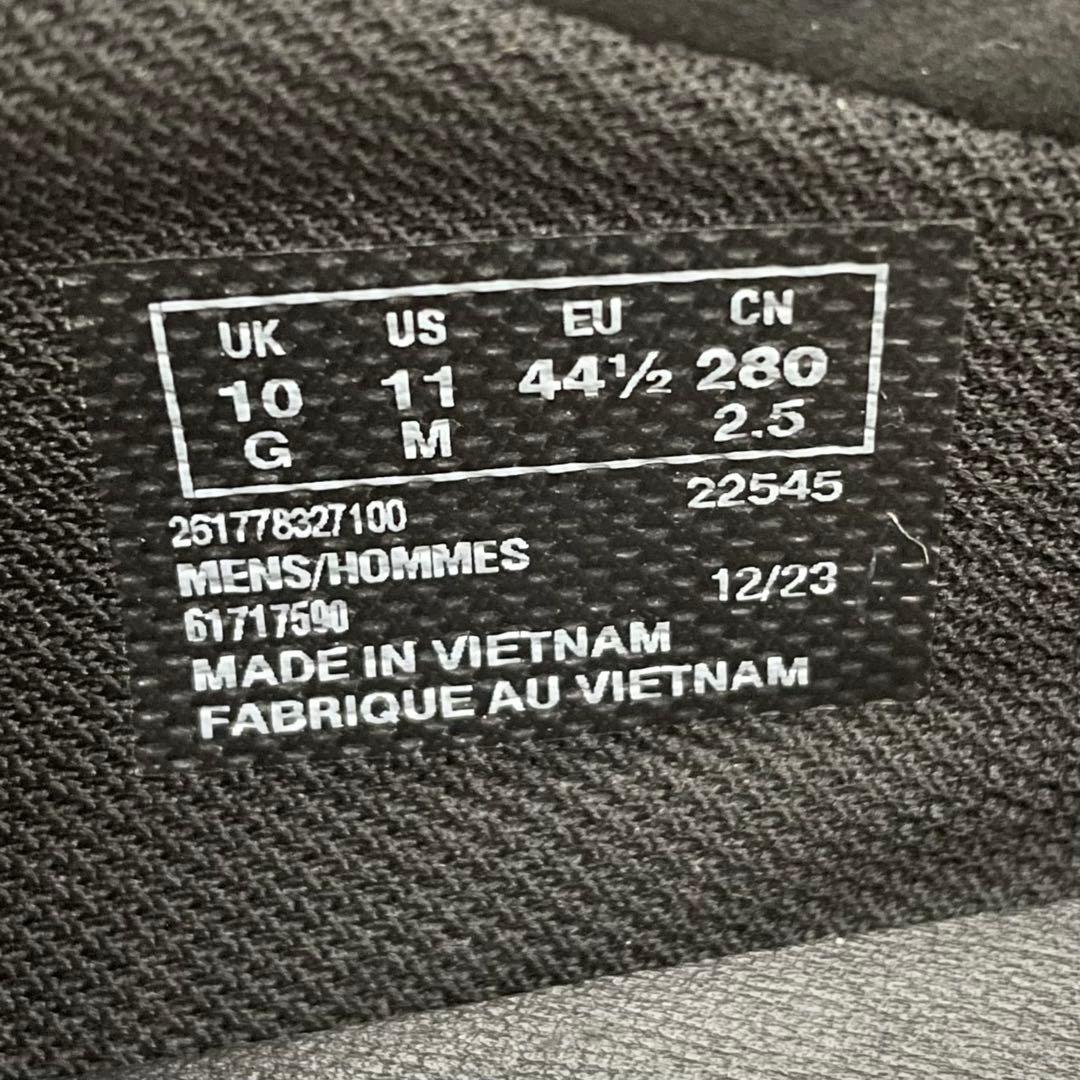 UK US EU CN
10 11 44½ 280
G M 2.5
261778327100 22545
MENS/HOMMES
61717590 12/23
MADE IN VIETNAM
FABRIQUE AU VIETNAM